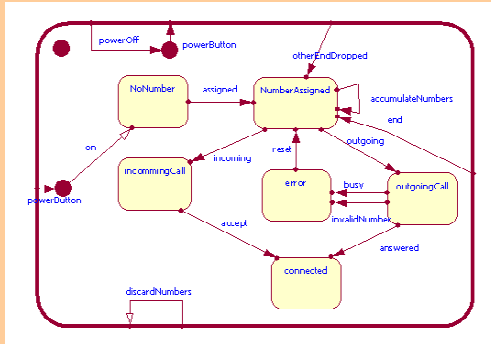 powerOff
powerButton
otherEndDropped
NoNumber
assigned
NumberAssigned
accumulateNumbers
end
on
outgoing
reset
incoming
incommingCall
error
busy
outgoingCall
powerButton
invalidNumber
accept
answered
connected
discardNumbers